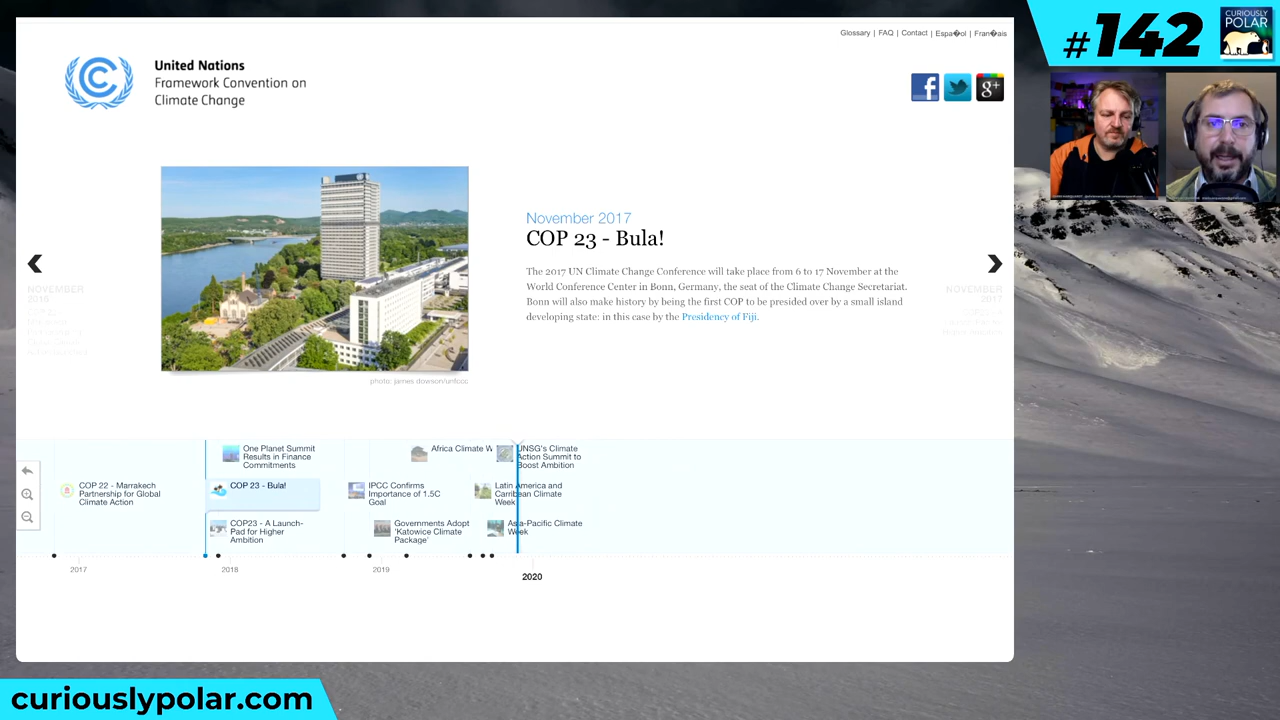 #142
CURIOUSLY
POLAR
Glossary | FAQ | Contact | Espa�ol | Fran�ais
United Nations
Framework Convention on
Climate Change
November 2017
COP 23 - Bula!
The 2017 UN Climate Change Conference will take place from 6 to 17 November at the
World Conference Center in Bonn, Germany, the seat of the Climate Change Secretariat.
Bonn will also make history by being the first COP to be presided over by a small island
developing state: in this case by the Presidency of Fiji.
NOVEMBER
2016
NOVEMBER
2017
photo: james dowson/unfccc
One Planet Summit
Results in Finance
Commitments
Africa Climate W
UNSG's Climate
Action Summit to
Boost Ambition
COP 22 - Marrakech
Partnership for Global
Climate Action
COP 23 - Bula!
IPCC Confirms
Importance of 1.5C
Goal
Latin America and
Carribean Climate
Week
COP23 - A Launch-
Pad for Higher
Ambition
Governments Adopt
'Katowice Climate
Package'
Asia-Pacific Climate
Week
2017
2018
2019
2020
curiouslypolar.com